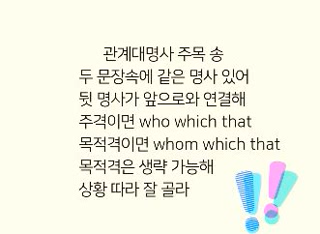 관계대명사 주목 송
두 문장속에 같은 명사 있어
뒷 명사가 앞으로와 연결해
주격이면 who which that
목적격이면 whom which that
목적격은 생략 가능해
상황 따라 잘 골라